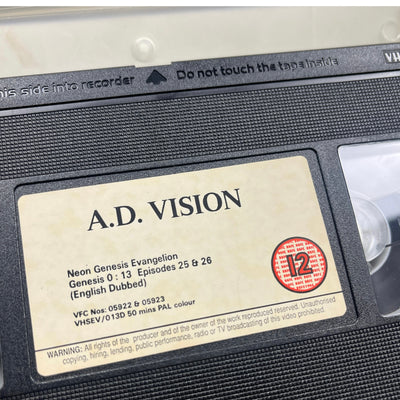 his side into recorder ▲ Do not touch the tape inside
VH
A.D. VISION
Neon Genesis Evangelion
Genesis 0 : 13 Episodes 25 & 26
(English Dubbed)
12
VFC Nos: 05922 & 05923
VHSEV/013D 50 mins PAL colour
WARNING: All rights of the producer and of the owner of the work reproduced reserved. Unauthorised
copying, hiring, lending, public performance, radio or TV broadcasting of this video prohibited.